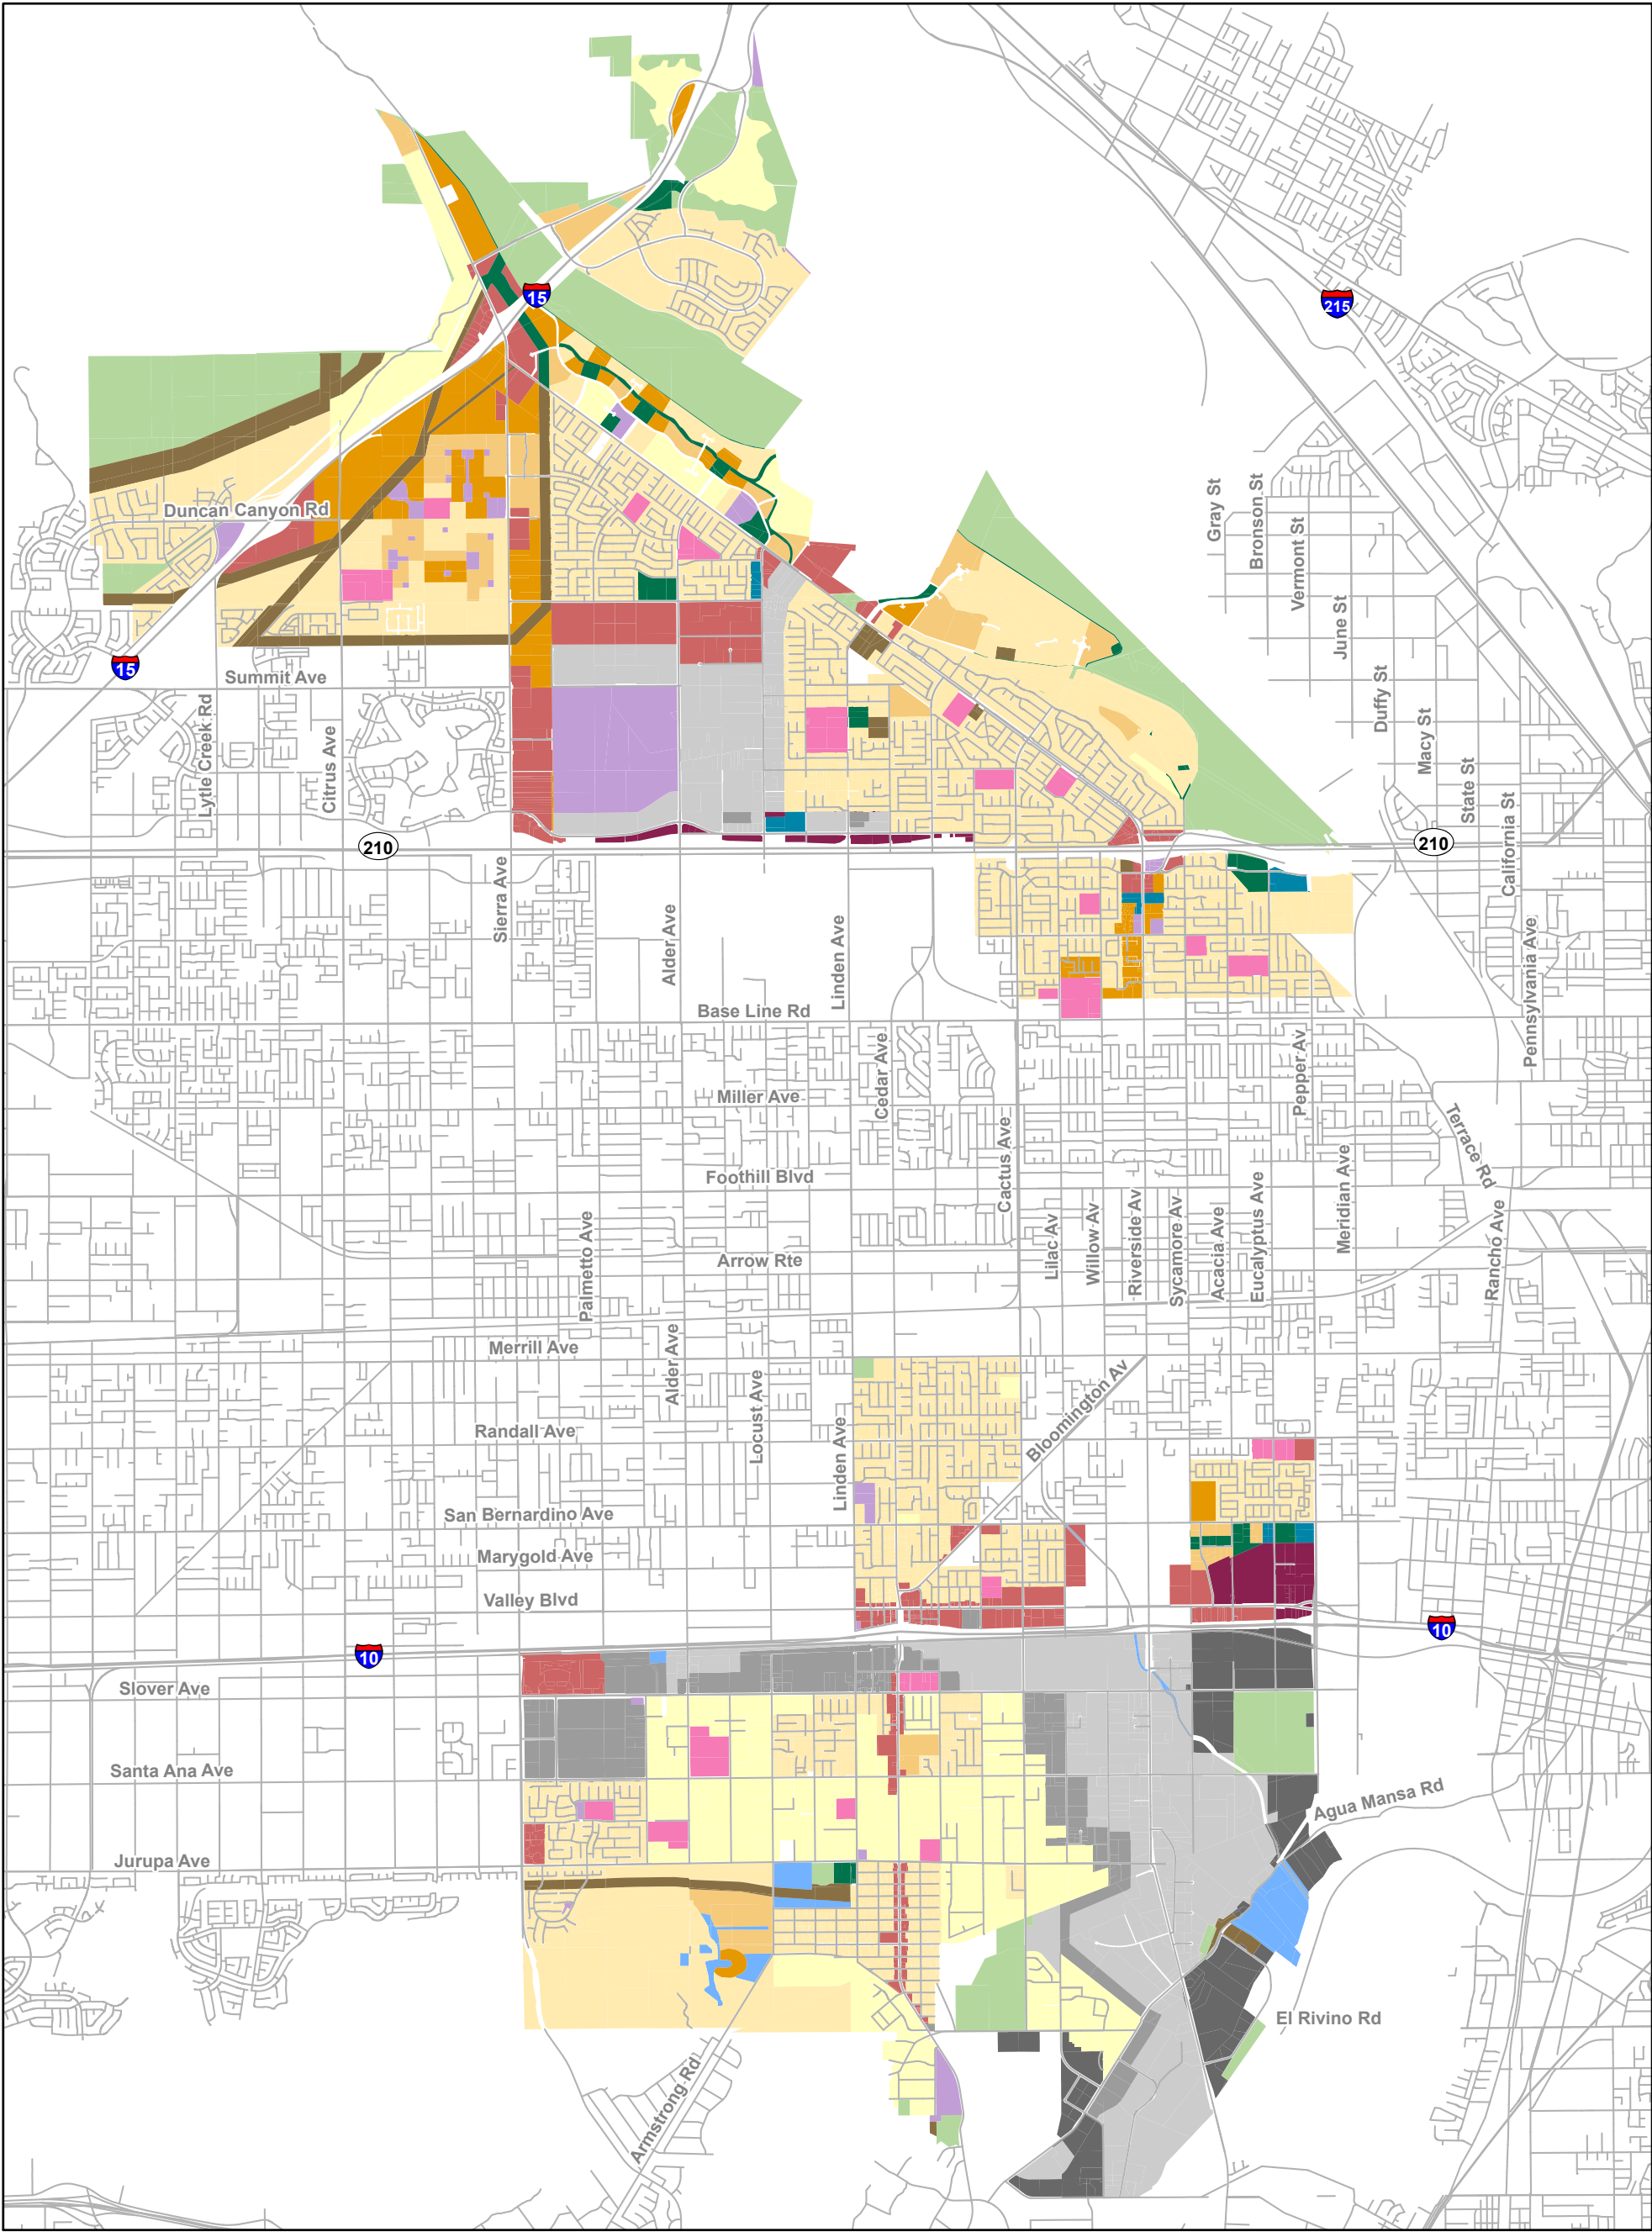 15
215
Duncan Canyon Rd
Gray St
Bronson St
Vermont St
June St
15
Summit Ave
Lytle Creek Rd
Citrus Ave
Duffy St
Macy St
State St
California St
210
210
Sierra Ave
Alder Ave
Linden Ave
Pennsylvania Ave
Base Line Rd
Cedar Ave
Pepper Av
Miller Ave
Cactus Ave
Terrace Rd
Foothill Blvd
Palmetto Ave
Lilac Av
Willow Av
Riverside Av
Sycamore Av
Acacia Ave
Eucalyptus Ave
Meridian Ave
Rancho Ave
Arrow Rte
Merrill Ave
Alder Ave
Locust Ave
Linden Ave
Bloomington Av
Randall Ave
San Bernardino Ave
Marygold Ave
Valley Blvd
10
10
Slover Ave
Santa Ana Ave
Agua Mansa Rd
Jurupa Ave
El Rivino Rd
Armstrong Rd